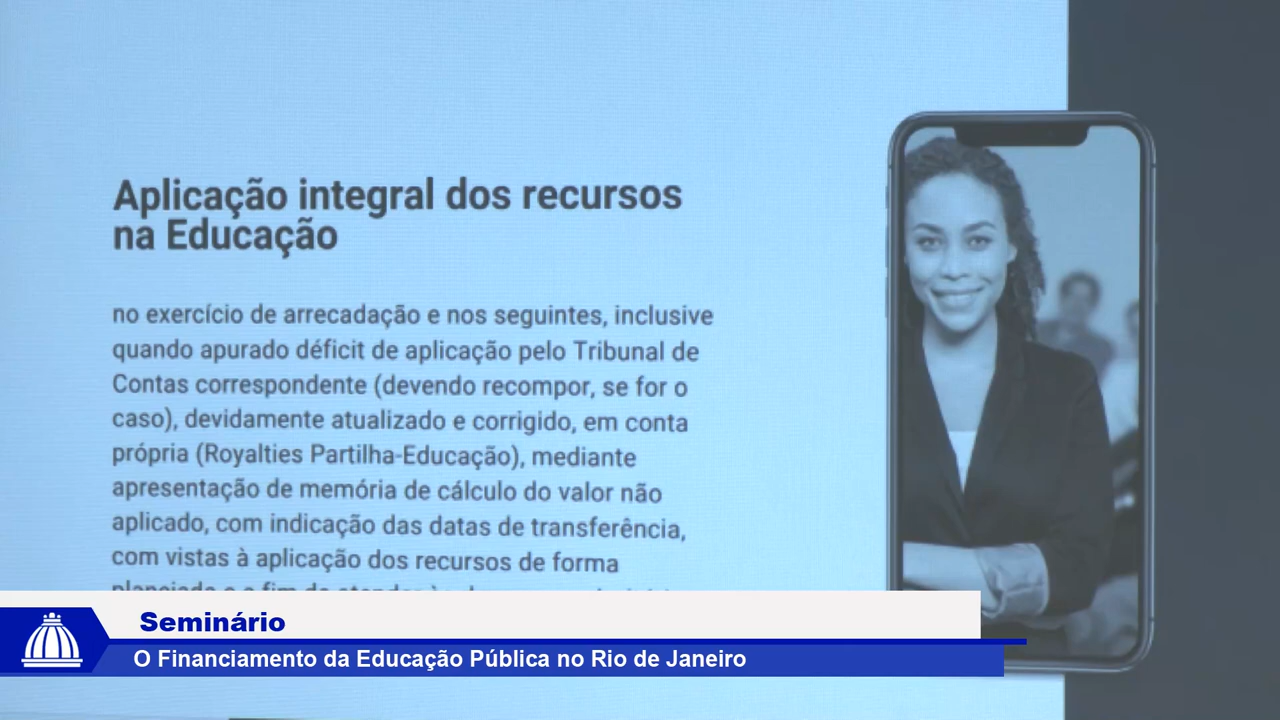 Aplicação integral dos recursos
na Educação
no exercício de arrecadação e nos seguintes, inclusive
quando apurado déficit de aplicação pelo Tribunal de
Contas correspondente (devendo recompor, se for o
caso), devidamente atualizado e corrigido, em conta
própria (Royalties Partilha-Educação), mediante
apresentação de memória de cálculo do valor não
aplicado, com indicação das datas de transferência,
com vistas à aplicação dos recursos de forma
Seminário
O Financiamento da Educação Pública no Rio de Janeiro